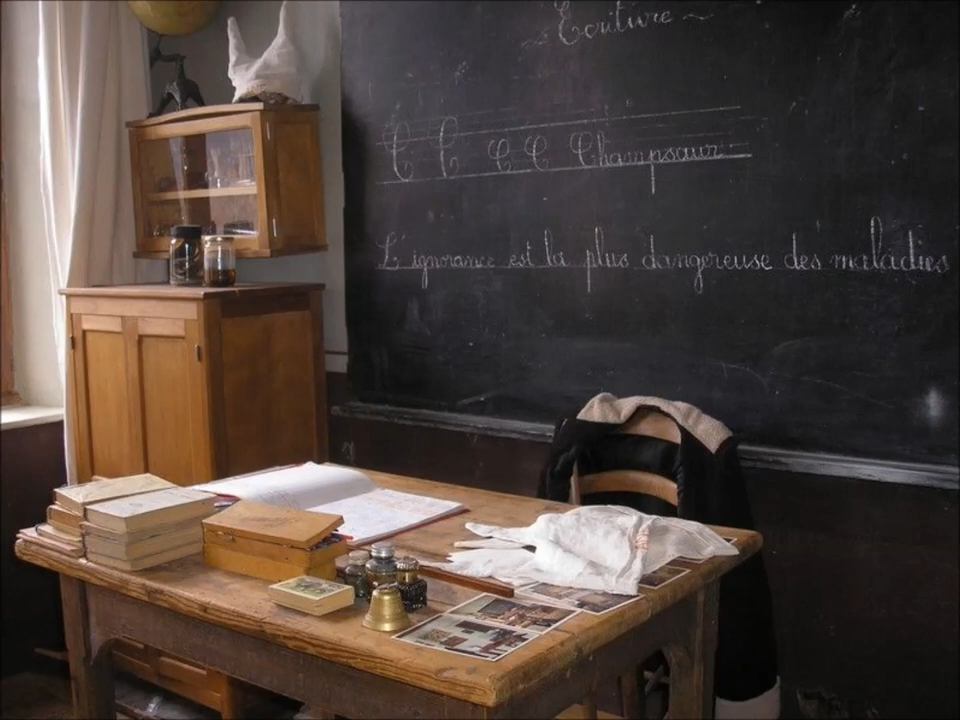 ~ Ecriture ~
C C C C Champsaur
L'ignorance est la plus dangereuse des maladies